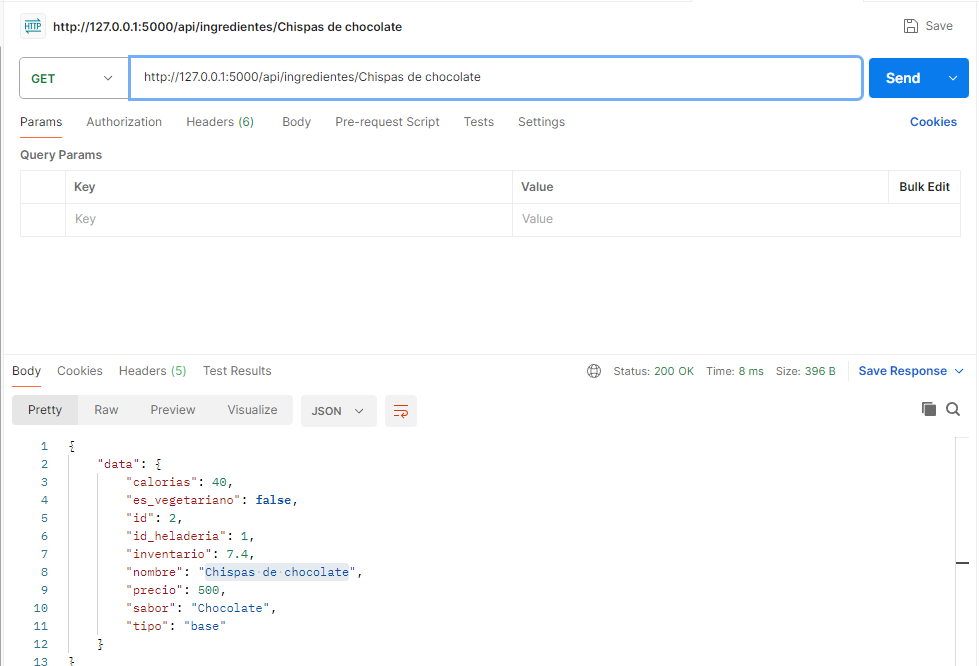 HTTP http://127.0.0.1:5000/api/ingredientes/Chispas de chocolate Save
GET http://127.0.0.1:5000/api/ingredientes/Chispas de chocolate Send
Params Authorization Headers (6) Body Pre-request Script Tests Settings Cookies
Query Params
Key Value Bulk Edit
Key Value
Body Cookies Headers (5) Test Results Status: 200 OK Time: 8 ms Size: 396 B Save Response
Pretty Raw Preview Visualize JSON
1 {
2 "data": {
3 "calorias": 40,
4 "es_vegetariano": false,
5 "id": 2,
6 "id_heladeria": 1,
7 "inventario": 7.4,
8 "nombre": "Chispas de chocolate",
9 "precio": 500,
10 "sabor": "Chocolate",
11 "tipo": "base"
12 }
13 }